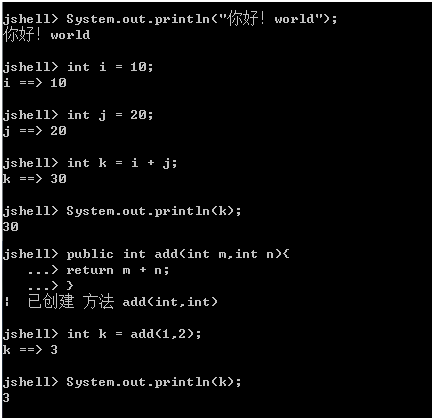 jshell> System.out.println("你好！world");
你好！world
jshell> int i = 10;
i ==> 10
jshell> int j = 20;
j ==> 20
jshell> int k = i + j;
k ==> 30
jshell> System.out.println(k);
30
jshell> public int add(int m,int n){
   ...> return m + n;
   ...> }
|  已创建 方法 add(int,int)
jshell> int k = add(1,2);
k ==> 3
jshell> System.out.println(k);
3